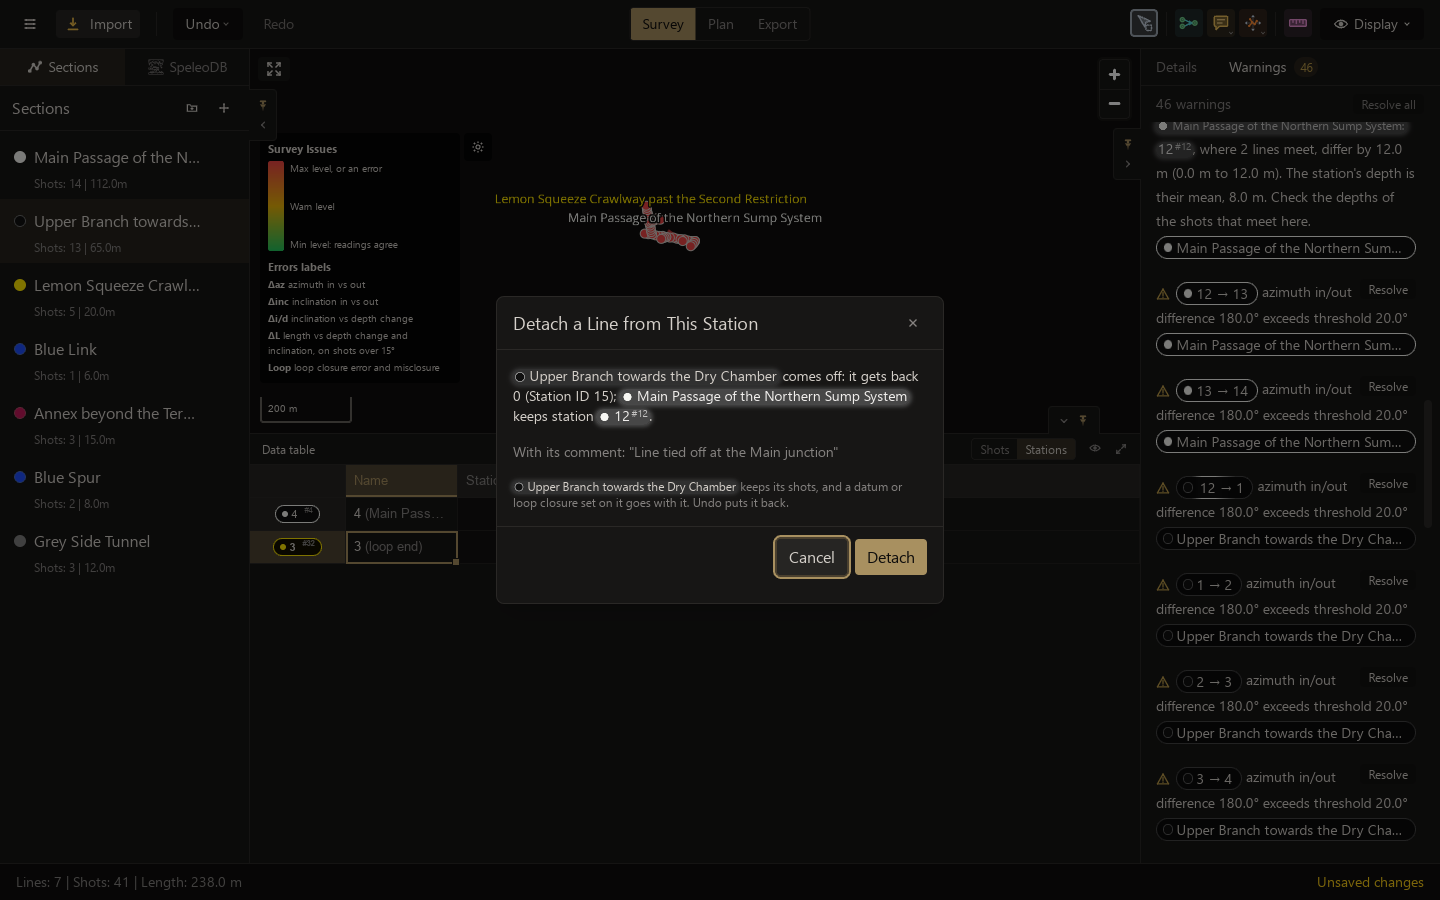 Import
Undo
Redo
Survey
Plan
Export
Display
Sections
SpeleoDB
Sections
Main Passage of the N...
Shots: 14 | 112.0m
Upper Branch towards...
Shots: 13 | 65.0m
Lemon Squeeze Crawl...
Shots: 5 | 20.0m
Blue Link
Shots: 1 | 6.0m
Annex beyond the Ter...
Shots: 3 | 15.0m
Blue Spur
Shots: 2 | 8.0m
Grey Side Tunnel
Shots: 3 | 12.0m
Survey Issues
Max level, or an error
Warn level
Min level: readings agree
Errors labels
Δaz azimuth in vs out
Δinc inclination in vs out
Δi/d inclination vs depth change
ΔL length vs depth change and
inclination, on shots over 15°
Loop loop closure error and misclosure
200 m
Lemon Squeeze Crawlway past the Second Restriction
Main Passage of the Northern Sump System
Data table
Shots
Stations
Name
Static
4 #4
4 (Main Pass...
3 #32
3 (loop end)
Detach a Line from This Station
Upper Branch towards the Dry Chamber comes off: it gets back
0 (Station ID 15); Main Passage of the Northern Sump System
keeps station 12 #12.
With its comment: "Line tied off at the Main junction"
Upper Branch towards the Dry Chamber keeps its shots, and a datum or
loop closure set on it goes with it. Undo puts it back.
Cancel
Detach
Details
Warnings 46
46 warnings
Resolve all
Main Passage of the Northern Sump System:
12 #12, where 2 lines meet, differ by 12.0
m (0.0 m to 12.0 m). The station's depth is
their mean, 8.0 m. Check the depths of
the shots that meet here.
Main Passage of the Northern Sum...
12 → 13 azimuth in/out Resolve
difference 180.0° exceeds threshold 20.0°
Main Passage of the Northern Sum...
13 → 14 azimuth in/out Resolve
difference 180.0° exceeds threshold 20.0°
Main Passage of the Northern Sum...
12 → 1 azimuth in/out Resolve
difference 180.0° exceeds threshold 20.0°
Upper Branch towards the Dry Cha...
1 → 2 azimuth in/out Resolve
difference 180.0° exceeds threshold 20.0°
Upper Branch towards the Dry Cha...
2 → 3 azimuth in/out Resolve
difference 180.0° exceeds threshold 20.0°
Upper Branch towards the Dry Cha...
3 → 4 azimuth in/out Resolve
difference 180.0° exceeds threshold 20.0°
Upper Branch towards the Dry Cha...
Lines: 7 | Shots: 41 | Length: 238.0 m
Unsaved changes